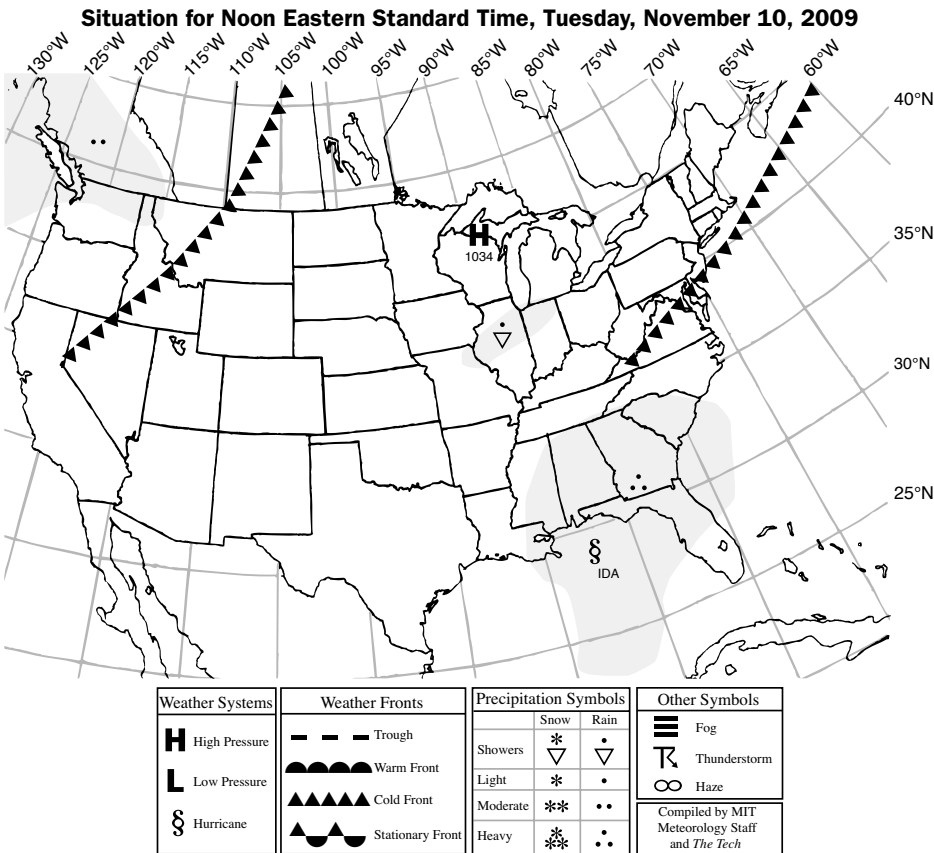 Situation for Noon Eastern Standard Time, Tuesday, November 10, 2009
130°W 125°W 120°W 115°W 110°W 105°W 100°W 95°W 90°W 85°W 80°W 75°W 70°W 65°W 60°W
40°N
35°N
30°N
25°N
H
1034
§
IDA
Weather Systems
H High Pressure
L Low Pressure
§ Hurricane
Weather Fronts
Trough
Warm Front
Cold Front
Stationary Front
Precipitation Symbols
Snow Rain
Showers
Light
Moderate
Heavy
Other Symbols
Fog
Thunderstorm
Haze
Compiled by MIT
Meteorology Staff
and The Tech